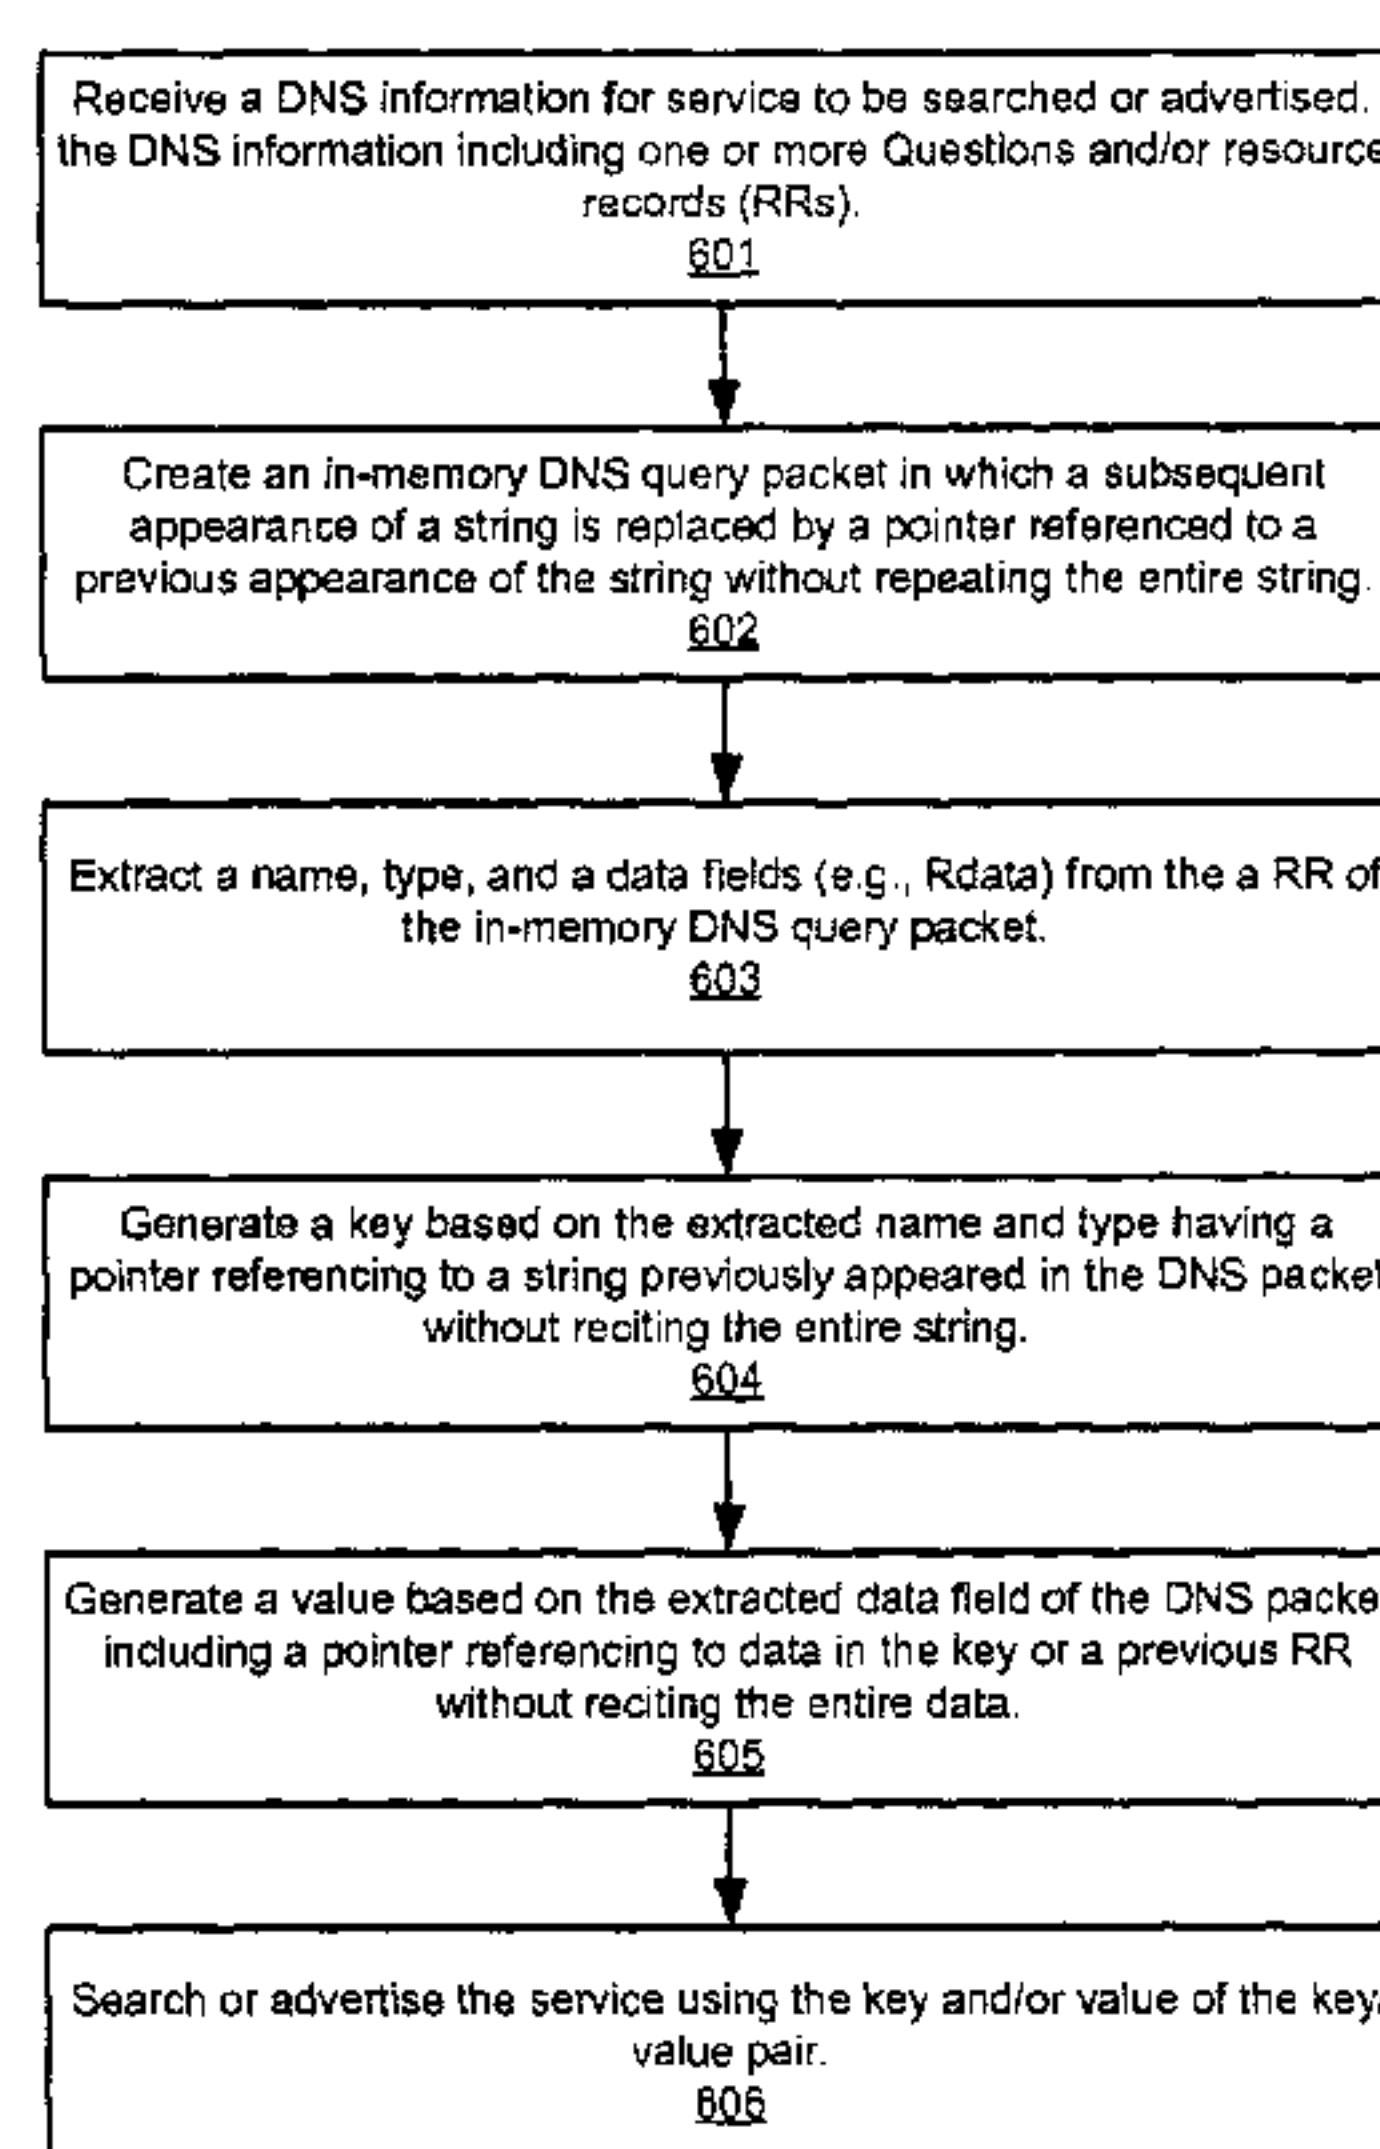 Receive a DNS information for service to be searched or advertised.
the DNS information including one or more Questions and/or resource
records (RRs).
601
Create an in-memory DNS query packet in which a subsequent
appearance of a string is replaced by a pointer referenced to a
previous appearance of the string without repeating the entire string.
602
Extract a name, type, and a data fields (e.g., Rdata) from the a RR of
the in-memory DNS query packet.
603
Generate a key based on the extracted name and type having a
pointer referencing to a string previously appeared in the DNS packet
without reciting the entire string.
604
Generate a value based on the extracted data field of the DNS packe
including a pointer referencing to data in the key or a previous RR
without reciting the entire data.
605
Search or advertise the service using the key and/or value of the key
value pair.
606